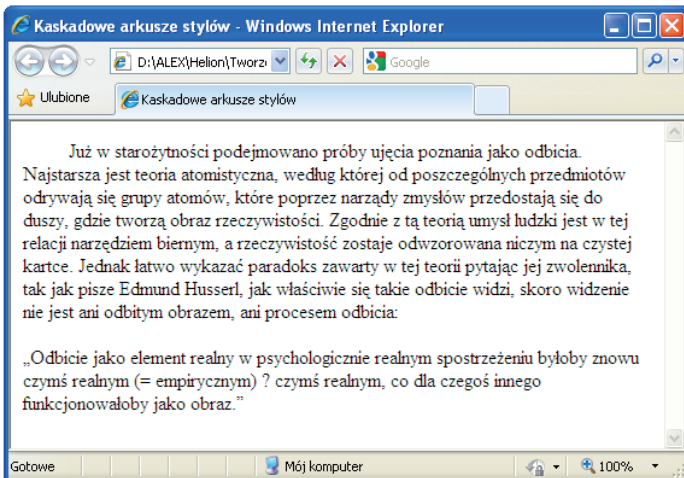 Kaskadowe arkusze stylów - Windows Internet Explorer
D:\ALEX\Helion\Tworz Google
Ulubione Kaskadowe arkusze stylów
Już w starożytności podejmowano próby ujęcia poznania jako odbicia.
Najstarsza jest teoria atomistyczna, według której od poszczególnych przedmiotów
odrywają się grupy atomów, które poprzez narządy zmysłów przedostają się do
duszy, gdzie tworzą obraz rzeczywistości. Zgodnie z tą teorią umysł ludzki jest w tej
relacji narzędziem biernym, a rzeczywistość zostaje odwzorowana niczym na czystej
kartce. Jednak łatwo wykazać paradoks zawarty w tej teorii pytając jej zwolennika,
tak jak pisze Edmund Husserl, jak właściwie się takie odbicie widzi, skoro widzenie
nie jest ani odbitym obrazem, ani procesem odbicia:
„Odbicie jako element realny w psychologicznie realnym spostrzeżeniu byłoby znowu
czymś realnym (= empirycznym) ? czymś realnym, co dla czegoś innego
funkcjonowałoby jako obraz.”
Gotowe Mój komputer 100%